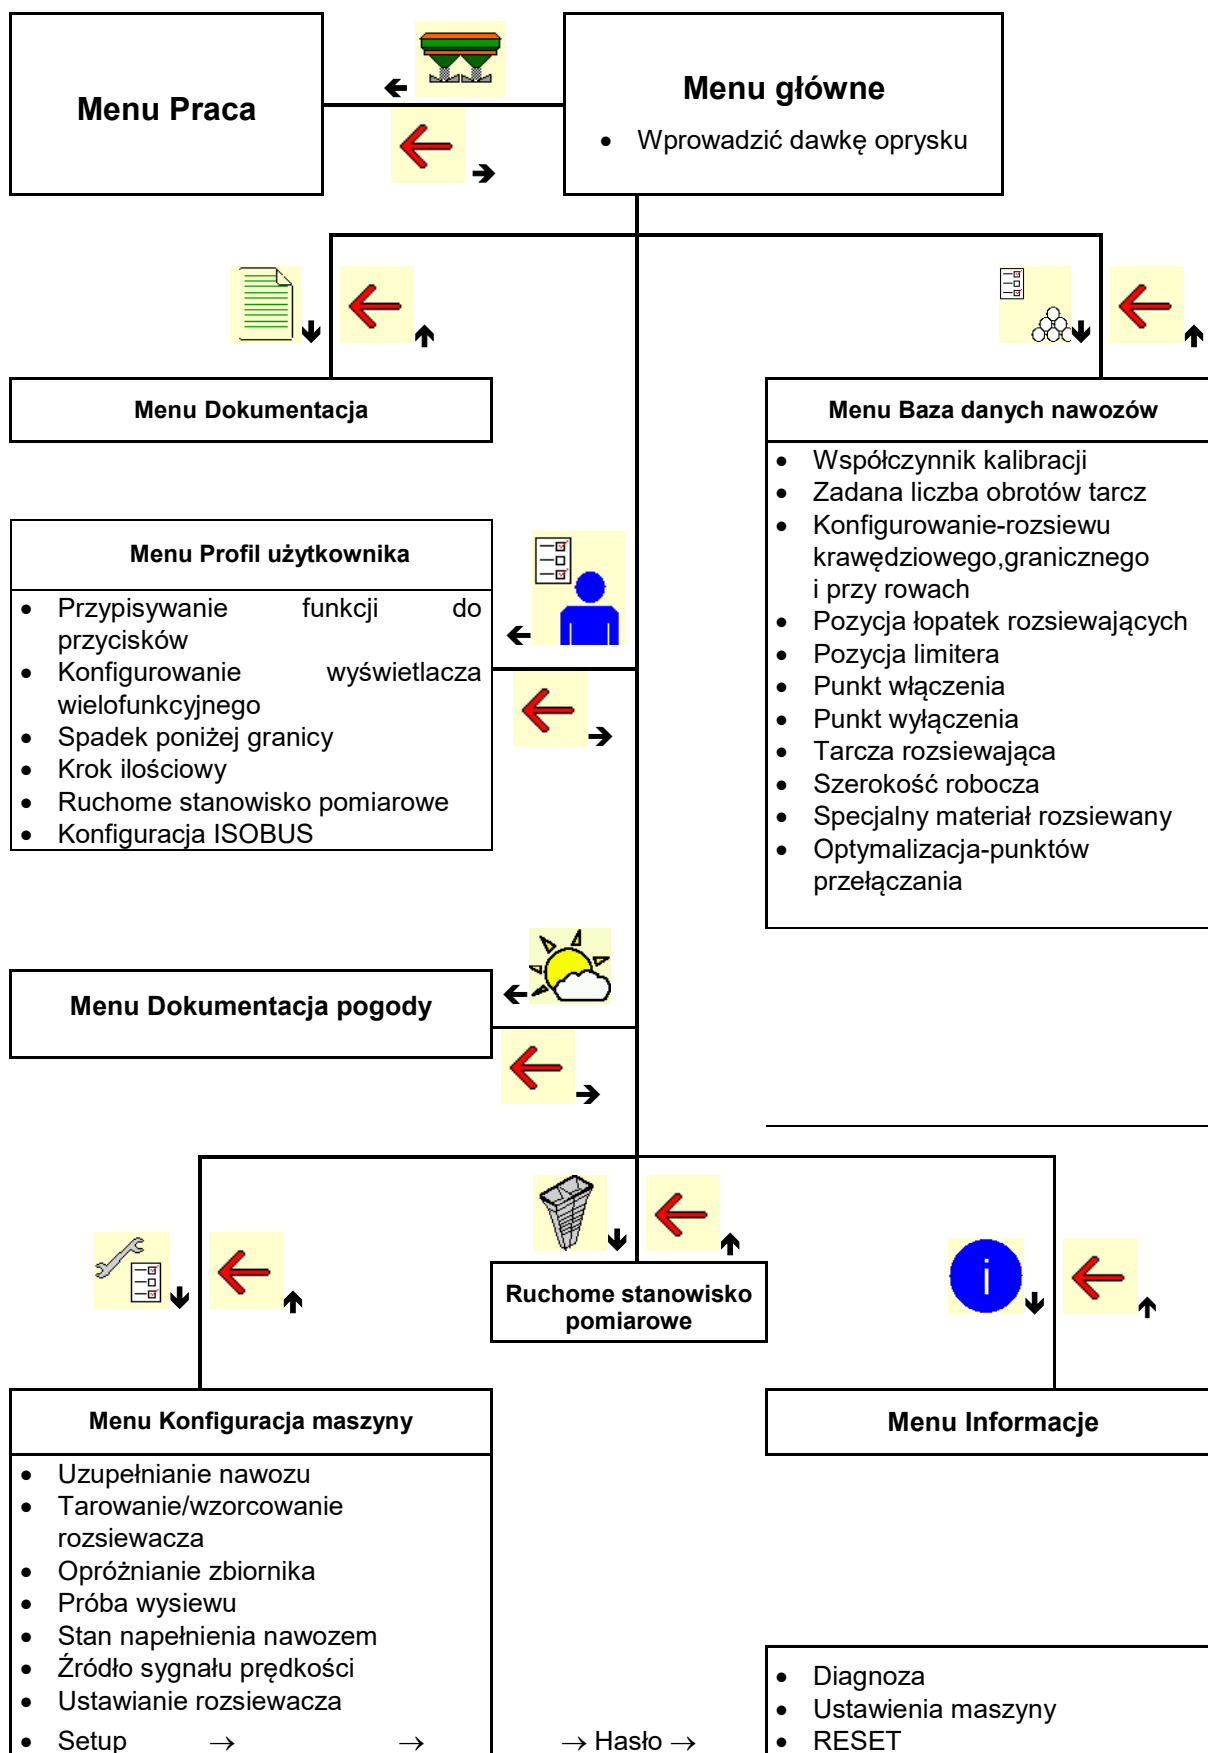 Menu Praca
Menu główne
• Wprowadzić dawkę oprysku
Menu Dokumentacja
Menu Baza danych nawozów
• Współczynnik kalibracji
• Zadana liczba obrotów tarcz
• Konfigurowanie-rozsiewu
krawędziowego,granicznego
i przy rowach
• Pozycja łopatek rozsiewających
• Pozycja limitera
• Punkt włączenia
• Punkt wyłączenia
• Tarcza rozsiewająca
• Szerokość robocza
• Specjalny materiał rozsiewany
• Optymalizacja-punktów
przełączania
Menu Profil użytkownika
• Przypisywanie funkcji do
przycisków
• Konfigurowanie wyświetlacza
wielofunkcyjnego
• Spadek poniżej granicy
• Krok ilościowy
• Ruchome stanowisko pomiarowe
• Konfiguracja ISOBUS
Menu Dokumentacja pogody
Ruchome stanowisko
pomiarowe
i
Menu Konfiguracja maszyny
• Uzupełnianie nawozu
• Tarowanie/wzorcowanie
rozsiewacza
• Opróżnianie zbiornika
• Próba wysiewu
• Stan napełnienia nawozem
• Źródło sygnału prędkości
• Ustawianie rozsiewacza
• Setup → → → Hasło →
Menu Informacje
• Diagnoza
• Ustawienia maszyny
• RESET